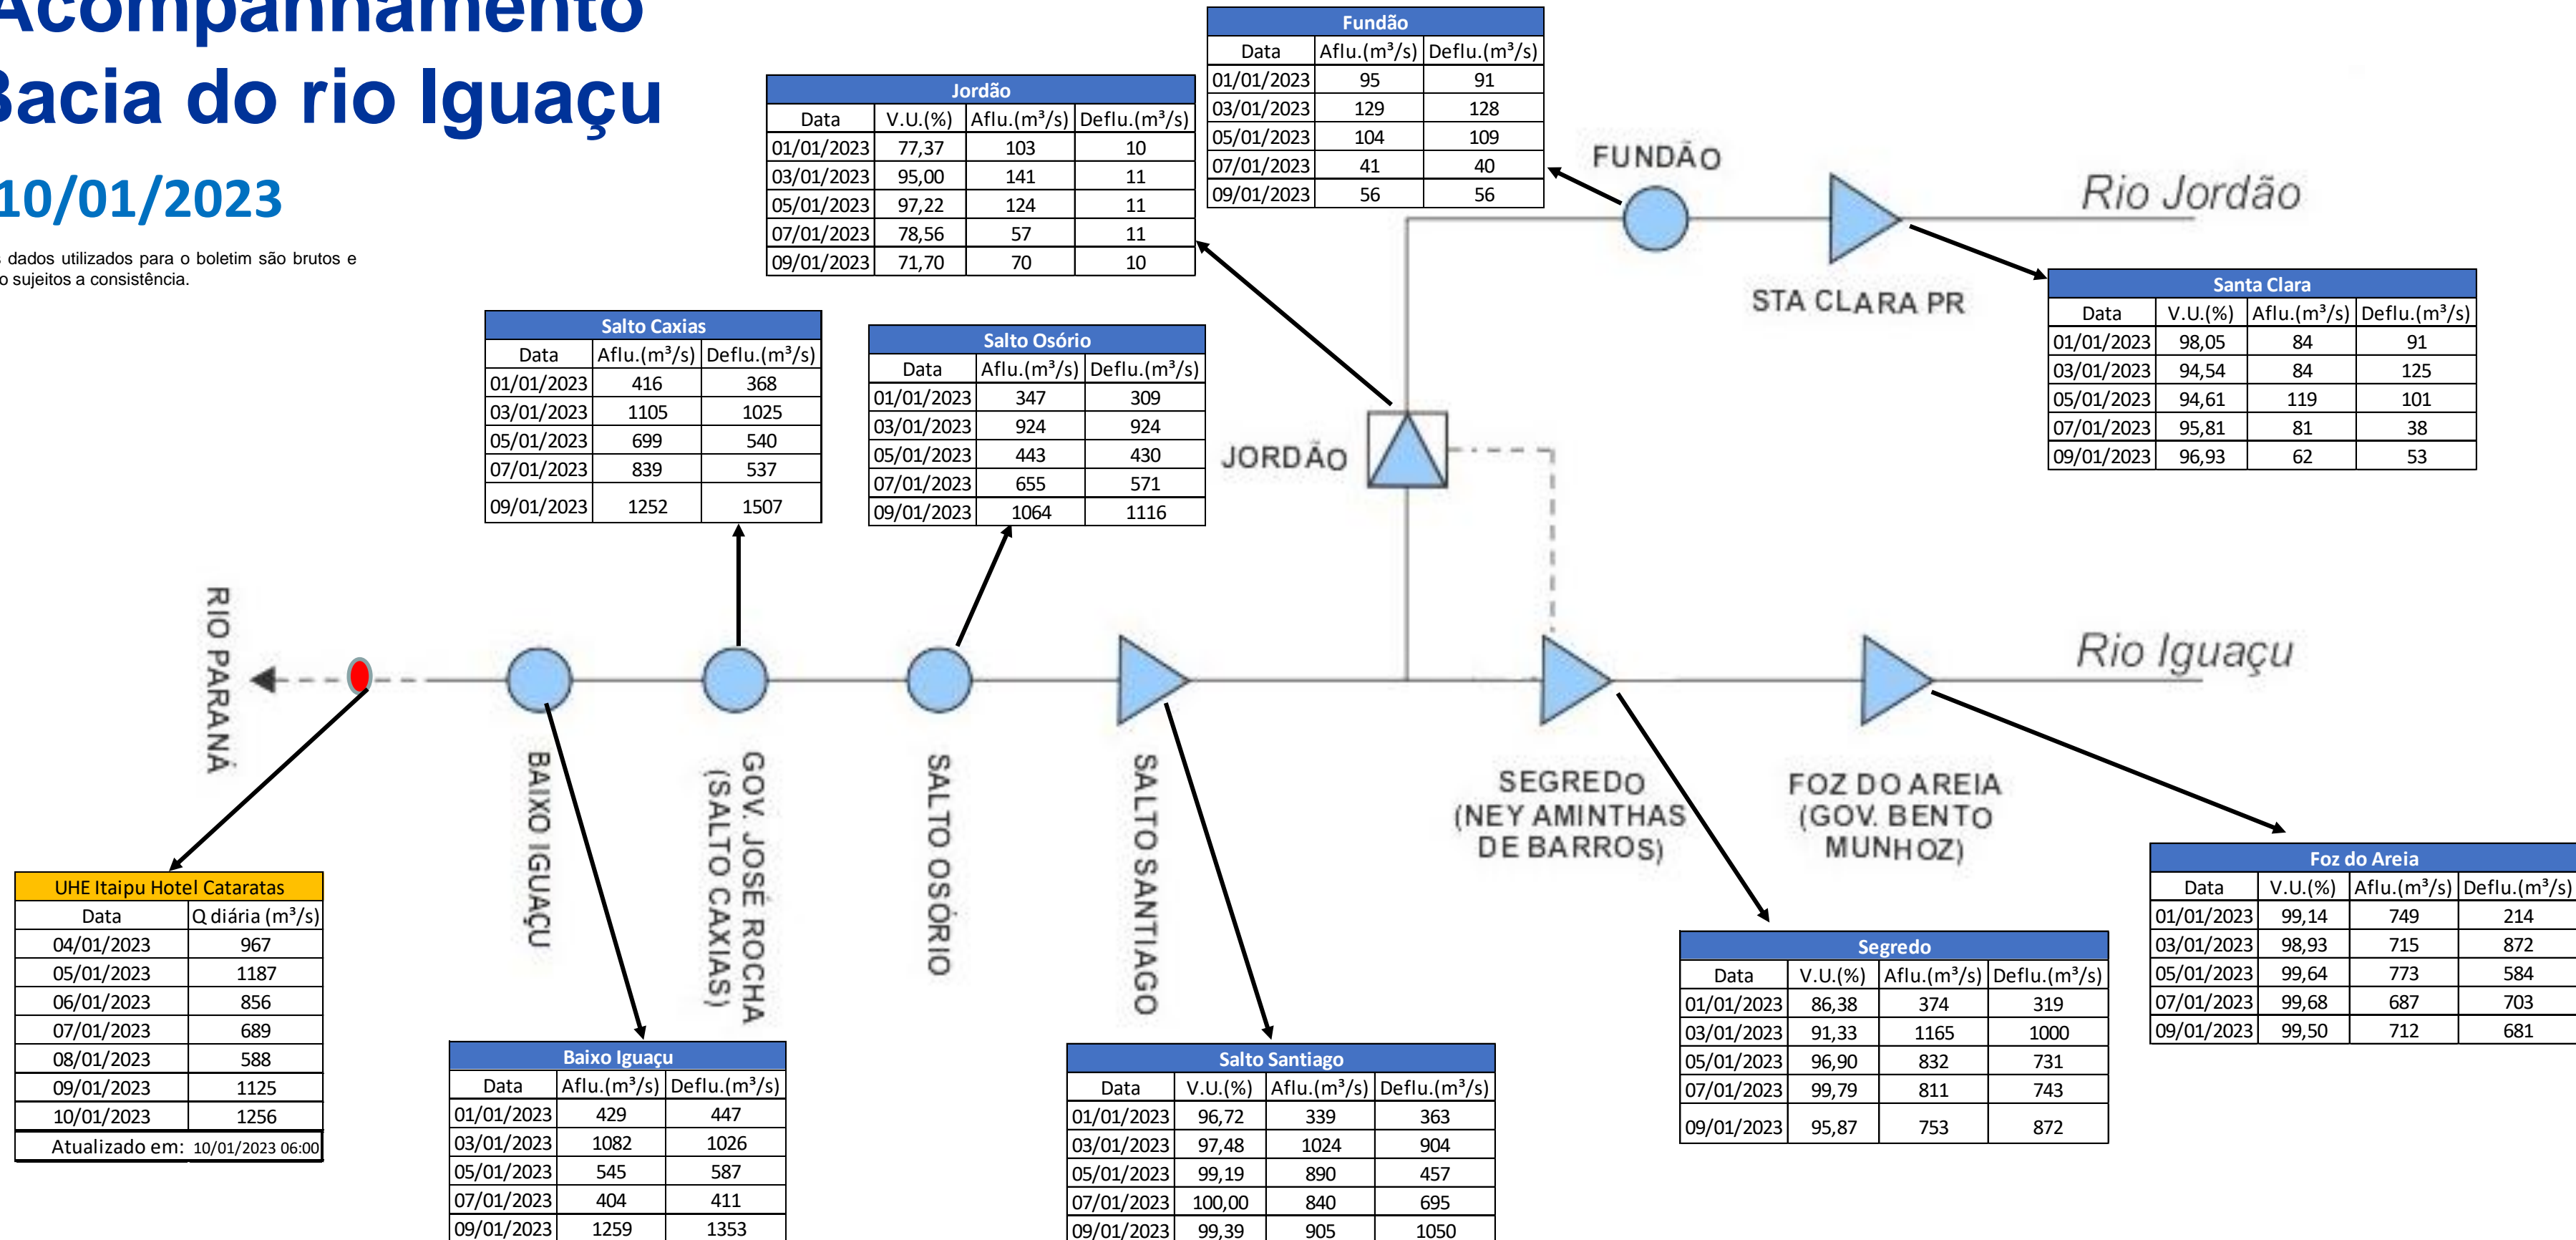 Acompanhamento
Bacia do rio Iguaçu
10/01/2023
s dados utilizados para o boletim são brutos e
o sujeitos a consistência.
Fundão
Data Aflu.(m³/s) Deflu.(m³/s)
01/01/2023 95 91
03/01/2023 129 128
05/01/2023 104 109
07/01/2023 41 40
09/01/2023 56 56
Jordão
Data V.U.(%) Aflu.(m³/s) Deflu.(m³/s)
01/01/2023 77,37 103 10
03/01/2023 95,00 141 11
05/01/2023 97,22 124 11
07/01/2023 78,56 57 11
09/01/2023 71,70 70 10
FUNDÃO
Rio Jordão
STA CLARA PR
Santa Clara
Data V.U.(%) Aflu.(m³/s) Deflu.(m³/s)
01/01/2023 98,05 84 91
03/01/2023 94,54 84 125
05/01/2023 94,61 119 101
07/01/2023 95,81 81 38
09/01/2023 96,93 62 53
Salto Caxias
Data Aflu.(m³/s) Deflu.(m³/s)
01/01/2023 416 368
03/01/2023 1105 1025
05/01/2023 699 540
07/01/2023 839 537
09/01/2023 1252 1507
Salto Osório
Data Aflu.(m³/s) Deflu.(m³/s)
01/01/2023 347 309
03/01/2023 924 924
05/01/2023 443 430
07/01/2023 655 571
09/01/2023 1064 1116
JORDÃO
RIO PARANÁ
Rio Iguaçu
BAIXO IGUAÇU
GOV. JOSÉ ROCHA
(SALTO CAXIAS)
SALTO OSÓRIO
SALTO SANTIAGO
SEGREDO
(NEY AMINTHAS
DE BARROS)
FOZ DO AREIA
(GOV. BENTO
MUNHOZ)
UHE Itaipu Hotel Cataratas
Data Q diária (m³/s)
04/01/2023 967
05/01/2023 1187
06/01/2023 856
07/01/2023 689
08/01/2023 588
09/01/2023 1125
10/01/2023 1256
Atualizado em: 10/01/2023 06:00
Baixo Iguaçu
Data Aflu.(m³/s) Deflu.(m³/s)
01/01/2023 429 447
03/01/2023 1082 1026
05/01/2023 545 587
07/01/2023 404 411
09/01/2023 1259 1353
Salto Santiago
Data V.U.(%) Aflu.(m³/s) Deflu.(m³/s)
01/01/2023 96,72 339 363
03/01/2023 97,48 1024 904
05/01/2023 99,19 890 457
07/01/2023 100,00 840 695
09/01/2023 99,39 905 1050
Segredo
Data V.U.(%) Aflu.(m³/s) Deflu.(m³/s)
01/01/2023 86,38 374 319
03/01/2023 91,33 1165 1000
05/01/2023 96,90 832 731
07/01/2023 99,79 811 743
09/01/2023 95,87 753 872
Foz do Areia
Data V.U.(%) Aflu.(m³/s) Deflu.(m³/s)
01/01/2023 99,14 749 214
03/01/2023 98,93 715 872
05/01/2023 99,64 773 584
07/01/2023 99,68 687 703
09/01/2023 99,50 712 681